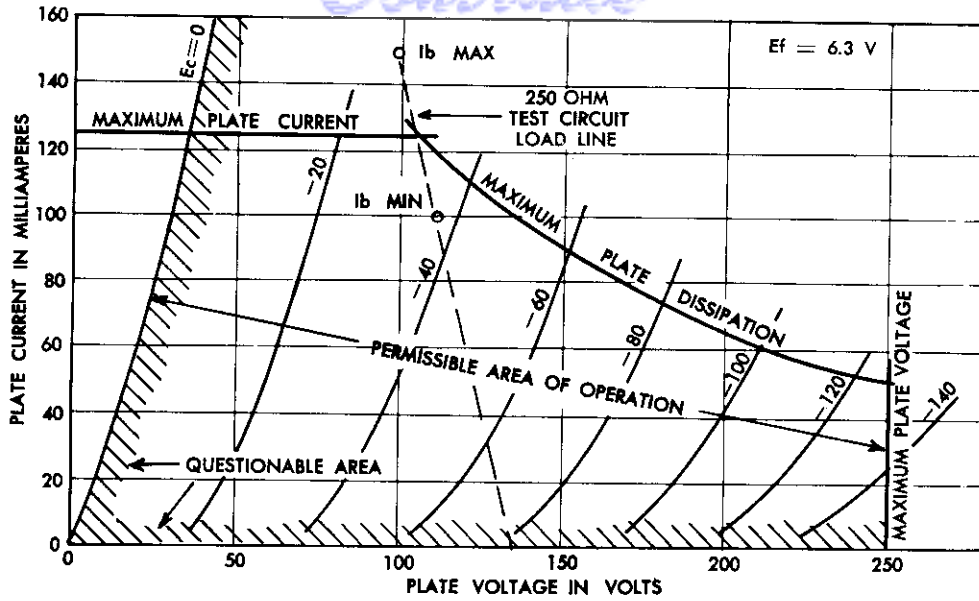 160
140
120
100
80
60
40
20
0
PLATE CURRENT IN MILLIAMPERES
Ec=0
Ib MAX
Ef = 6.3 V
250 OHM
TEST CIRCUIT
LOAD LINE
MAXIMUM PLATE CURRENT
-20
Ib MIN
-40
MAXIMUM PLATE DISSIPATION
-60
-80
-100
-120
-140
PERMISSIBLE AREA OF OPERATION
QUESTIONABLE AREA
MAXIMUM PLATE VOLTAGE
0
50
100
150
200
250
PLATE VOLTAGE IN VOLTS